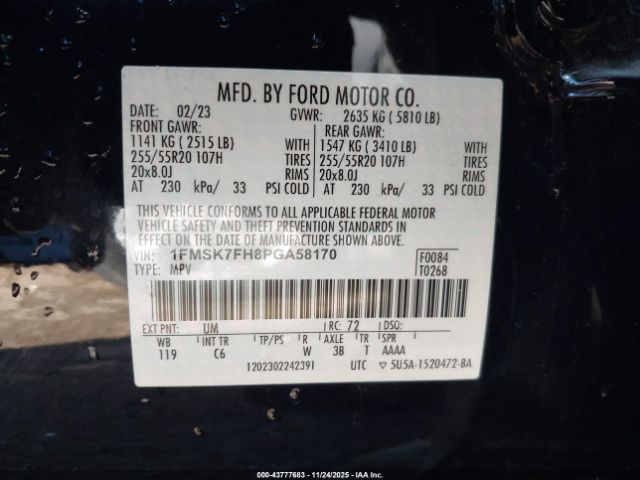 MFD. BY FORD MOTOR CO.
DATE: 02/23 GVWR: 2635 KG ( 5810 LB)
FRONT GAWR: REAR GAWR:
1141 KG ( 2515 LB) WITH 1547 KG ( 3410 LB) WITH
255/55R20 107H TIRES 255/55R20 107H TIRES
20x8.0J RIMS 20x8.0J RIMS
AT 230 kPa/ 33 PSI COLD AT 230 kPa/ 33 PSI COLD
THIS VEHICLE CONFORMS TO ALL APPLICABLE FEDERAL MOTOR
VEHICLE SAFETY AND THEFT PREVENTION STANDARDS
IN EFFECT ON THE DATE OF MANUFACTURE SHOWN ABOVE.
VIN: 1FMSK7FH8PGA58170 F0084
TYPE: MPV T0268
EXT PNT: UM RC: 72 DSO:
WB INT TR TP/PS R AXLE TR SPR
119 C6 W 3B T AAAA
1202302242391 UTC ▽ 5U5A-1520472-BA
000-43777683 - 11/24/2025 - IAAI, Inc.